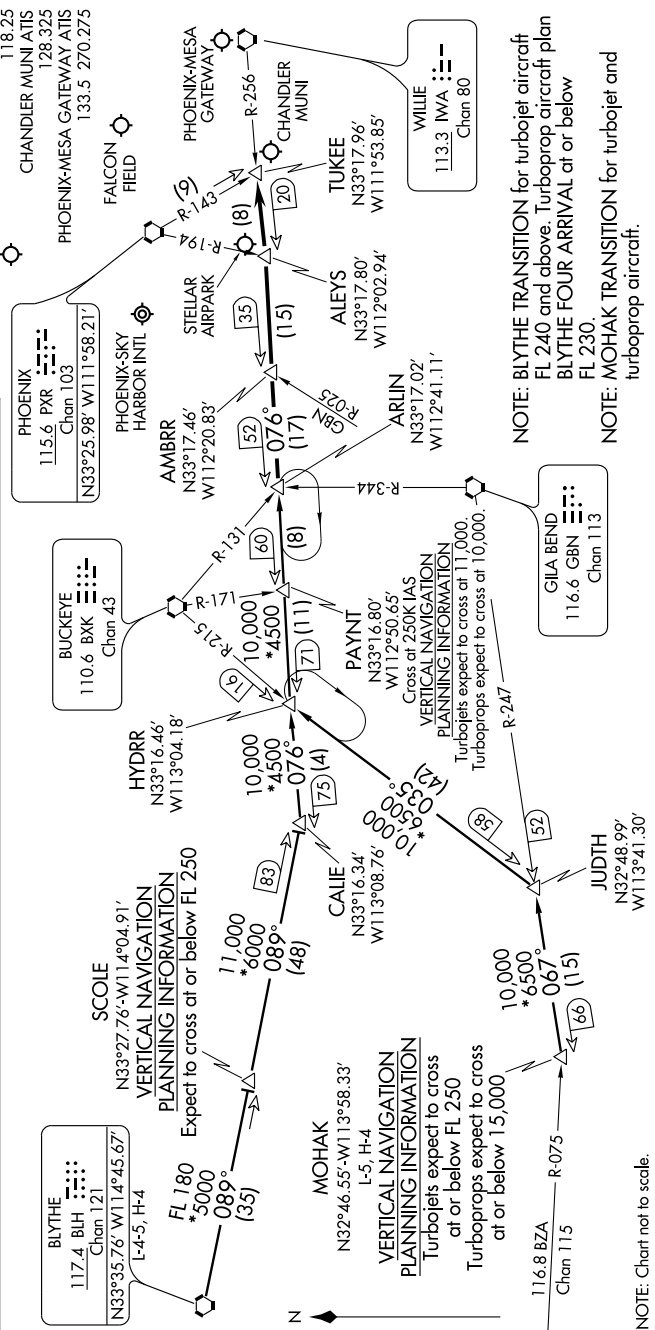 118.25
CHANDLER MUNI ATIS
128.325
PHOENIX-MESA GATEWAY ATIS
133.5 270.275
FALCON
FIELD
PHOENIX-MESA
GATEWAY
R-256
CHANDLER
MUNI
WILLIE
113.3 IWA
Chan 80
TUKEE
N33°17.96'
W111°53.85'
(9)
R-143
R-194
(8)
20
STELLAR
AIRPARK
ALEYS
N33°17.80'
W112°02.94'
PHOENIX
115.6 PXR
Chan 103
N33°25.98' W111°58.21'
PHOENIX-SKY
HARBOR INTL
35
(15)
AMBRR
N33°17.46'
W112°20.83'
R-025
GBN
52
076°
(17)
ARLIN
N33°17.02'
W112°41.11'
BUCKEYE
110.6 BXK
Chan 43
R-131
R-171
R-215
60
(8)
R-344
GILA BEND
116.6 GBN
Chan 113
16
10,000
*4500
(11)
71
PAYNT
N33°16.80'
W112°50.65'
Cross at 250K IAS
VERTICAL NAVIGATION
PLANNING INFORMATION
Turbojets expect to cross at 11,000.
Turboprops expect to cross at 10,000.
HYDRR
N33°16.46'
W113°04.18'
10,000
*4500
076°
(4)
75
CALIE
N33°16.34'
W113°08.76'
83
10,000
*6500
035°
(42)
58
R-247
52
JUDTH
N32°48.99'
W113°41.30'
SCOLE
N33°27.76'-W114°04.91'
VERTICAL NAVIGATION
PLANNING INFORMATION
Expect to cross at or below FL 250
11,000
*6000
089°
(48)
BLYTHE
117.4 BLH
Chan 121
N33°35.76' W114°45.67'
L-4-5, H-4
FL 180
*5000
089°
(35)
MOHAK
N32°46.55'-W113°58.33'
L-5, H-4
VERTICAL NAVIGATION
PLANNING INFORMATION
Turbojets expect to cross
at or below FL 250
Turboprops expect to cross
at or below 15,000
10,000
*6500
067°
(15)
66
R-075
116.8 BZA
Chan 115
N
NOTE: BLYTHE TRANSITION for turbojet aircraft
FL 240 and above. Turboprop aircraft plan
BLYTHE FOUR ARRIVAL at or below
FL 230.
NOTE: MOHAK TRANSITION for turbojet and
turboprop aircraft.
NOTE: Chart not to scale.